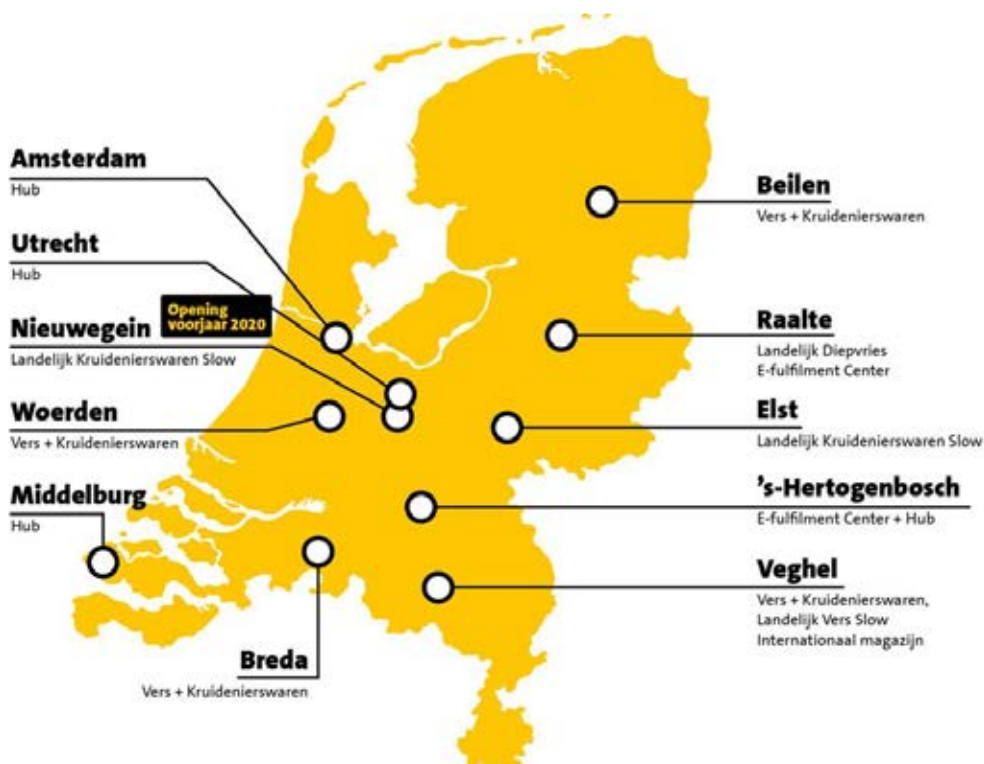 Amsterdam
Hub
Utrecht
Hub
Opening
voorjaar 2020
Nieuwegein
Landelijk Kruidenierswaren Slow
Woerden
Vers + Kruidenierswaren
Middelburg
Hub
Breda
Vers + Kruidenierswaren
Beilen
Vers + Kruidenierswaren
Raalte
Landelijk Diepvries
E-fulfilment Center
Elst
Landelijk Kruidenierswaren Slow
’s-Hertogenbosch
E-fulfilment Center + Hub
Veghel
Vers + Kruidenierswaren,
Landelijk Vers Slow
Internationaal magazijn